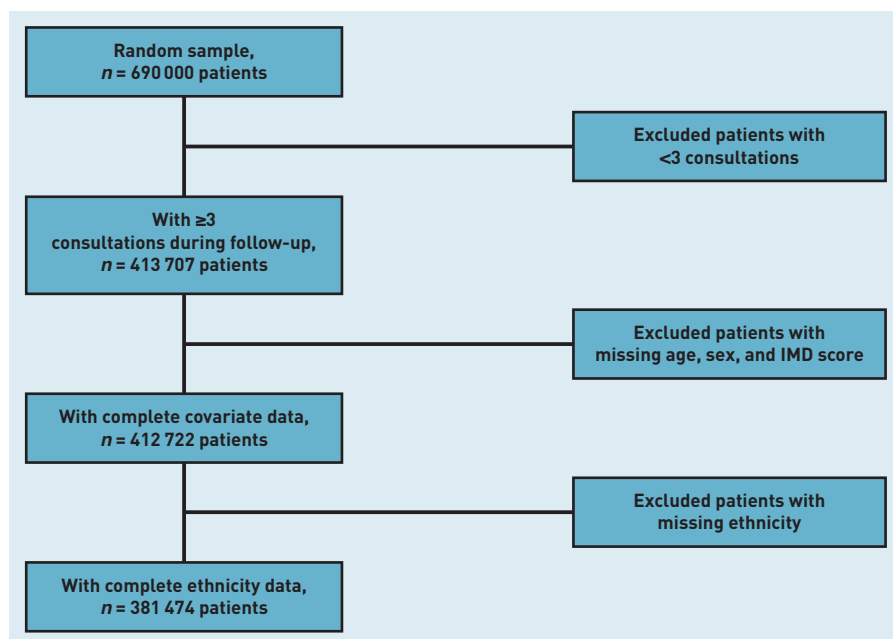 Random sample,
n = 690 000 patients
Excluded patients with
<3 consultations
With ≥3
consultations during follow-up,
n = 413 707 patients
Excluded patients with
missing age, sex, and IMD score
With complete covariate data,
n = 412 722 patients
Excluded patients with
missing ethnicity
With complete ethnicity data,
n = 381 474 patients